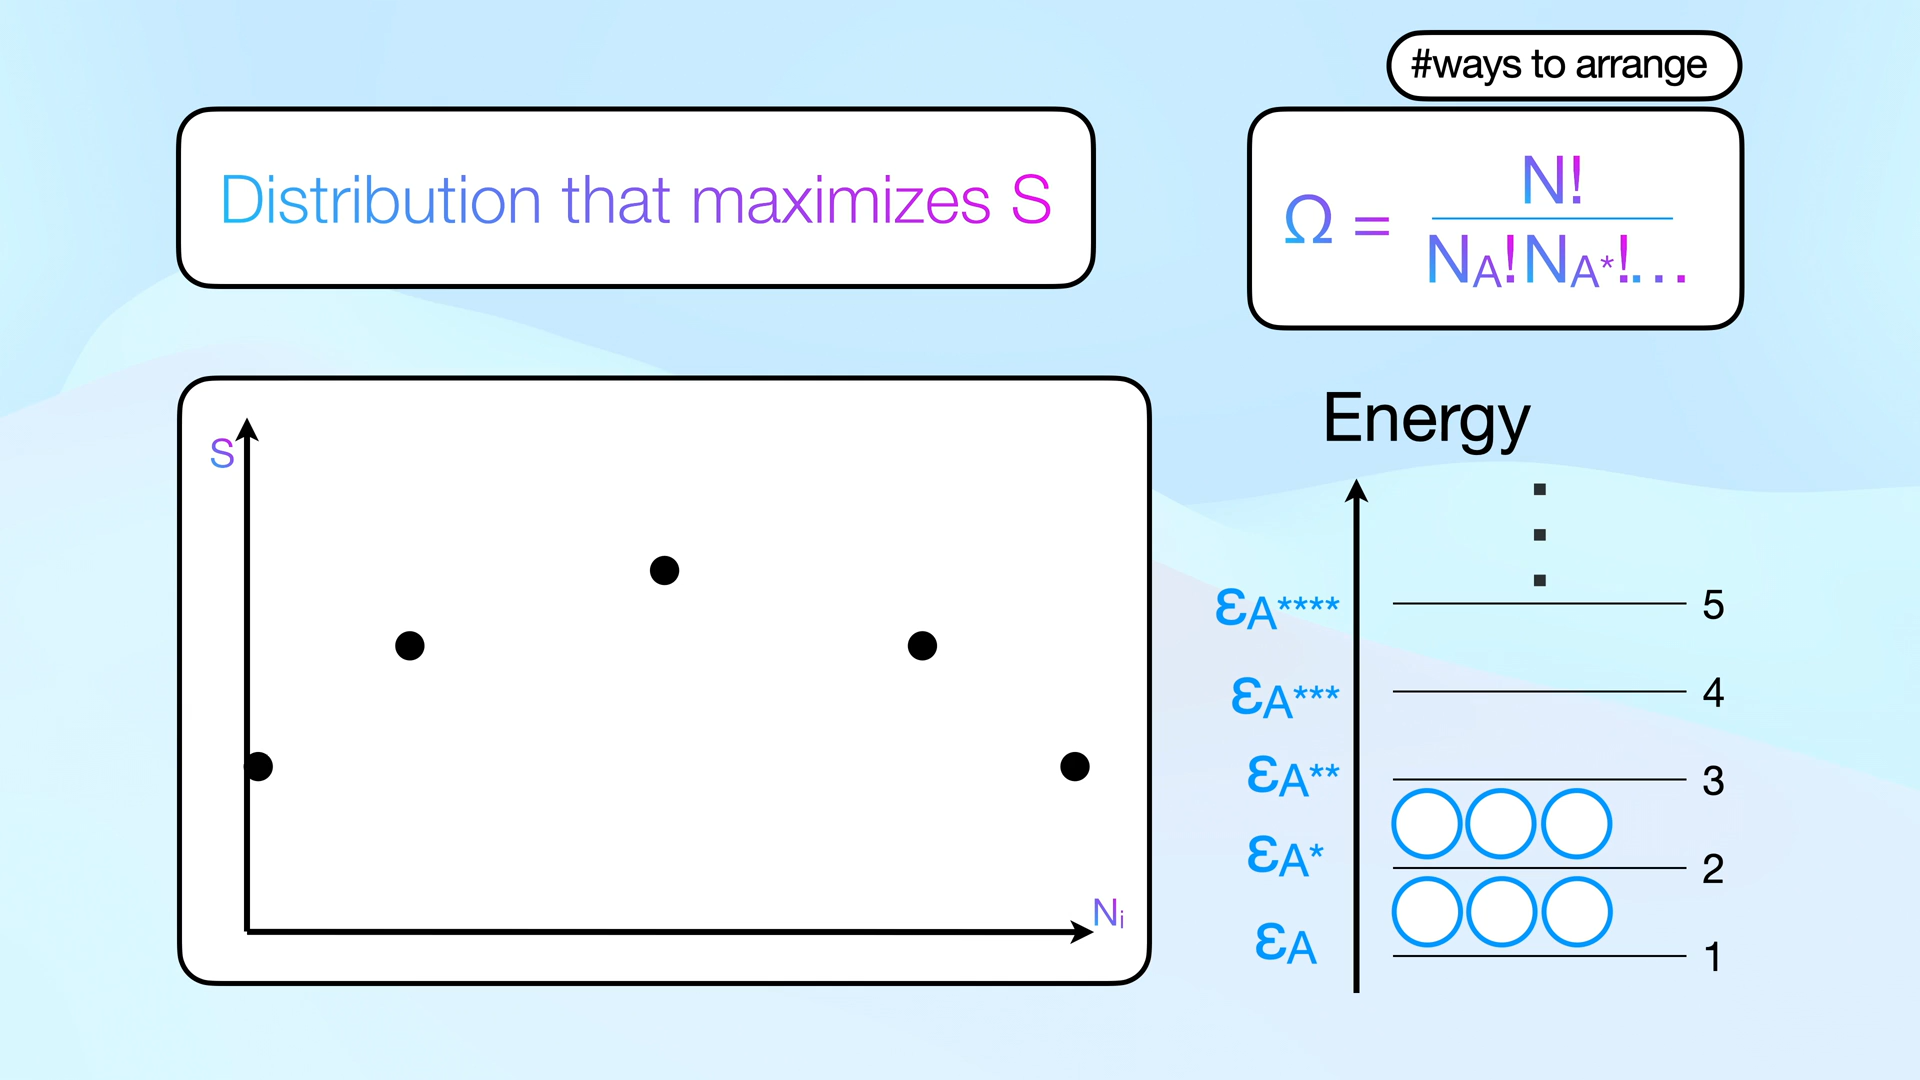 #ways to arrange
Distribution that maximizes S
Ω = N! / NA!NA*!...
S
Ni
Energy
εA**** 5
εA*** 4
εA** 3
εA* 2
εA 1